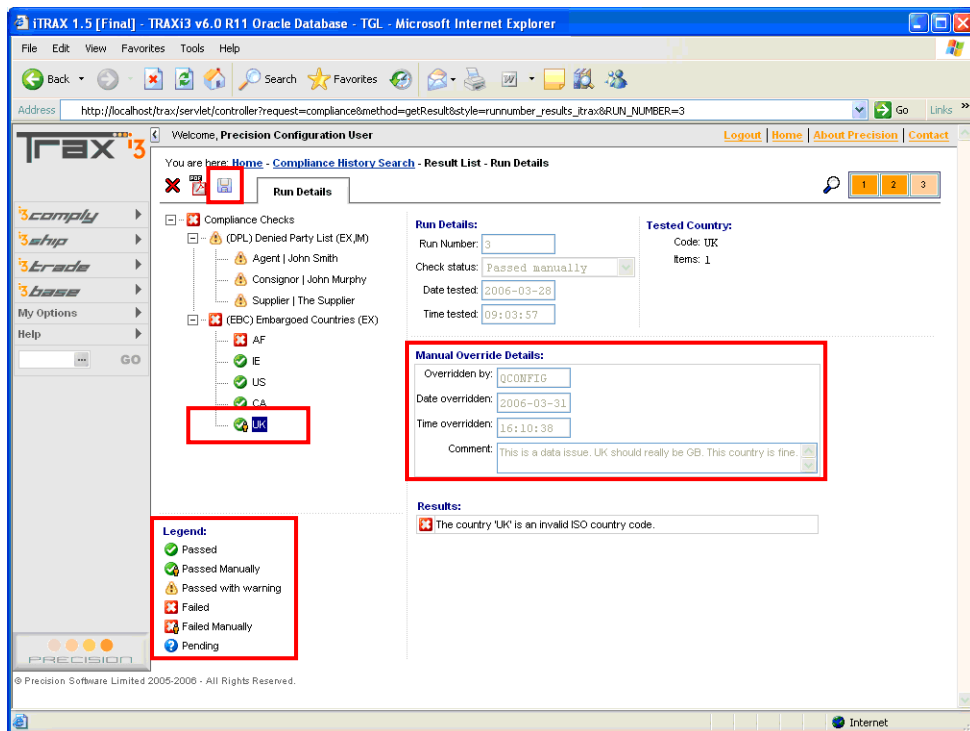 iTRAX 1.5 [Final] - TRAXi3 v6.0 R11 Oracle Database - TGL - Microsoft Internet Explorer
File Edit View Favorites Tools Help
Back Search Favorites
Address http://localhost/trax/servlet/controller?request=compliance&method=getResult&style=runnumber_results_itrax&RUN_NUMBER=3 Go Links »
Trax i3
Welcome, Precision Configuration User Logout | Home | About Precision | Contact
You are here: Home - Compliance History Search - Result List - Run Details
PDF Run Details 1 2 3
i3comply
i3ship
i3trade
i3base
My Options
Help
... GO
Compliance Checks
(DPL) Denied Party List (EX,IM)
Agent | John Smith
Consignor | John Murphy
Supplier | The Supplier
(EBC) Embargoed Countries (EX)
AF
IE
US
CA
UK
Run Details:
Run Number: 3
Check status: Passed manually
Date tested: 2006-03-28
Time tested: 09:03:57
Tested Country:
Code: UK
Items: 1
Manual Override Details:
Overridden by: QCONFIG
Date overridden: 2006-03-31
Time overridden: 16:10:38
Comment: This is a data issue. UK should really be GB. This country is fine.
Results:
The country 'UK' is an invalid ISO country code.
Legend:
Passed
Passed Manually
Passed with warning
Failed
Failed Manually
Pending
PRECISION
© Precision Software Limited 2005-2006 - All Rights Reserved.
Internet